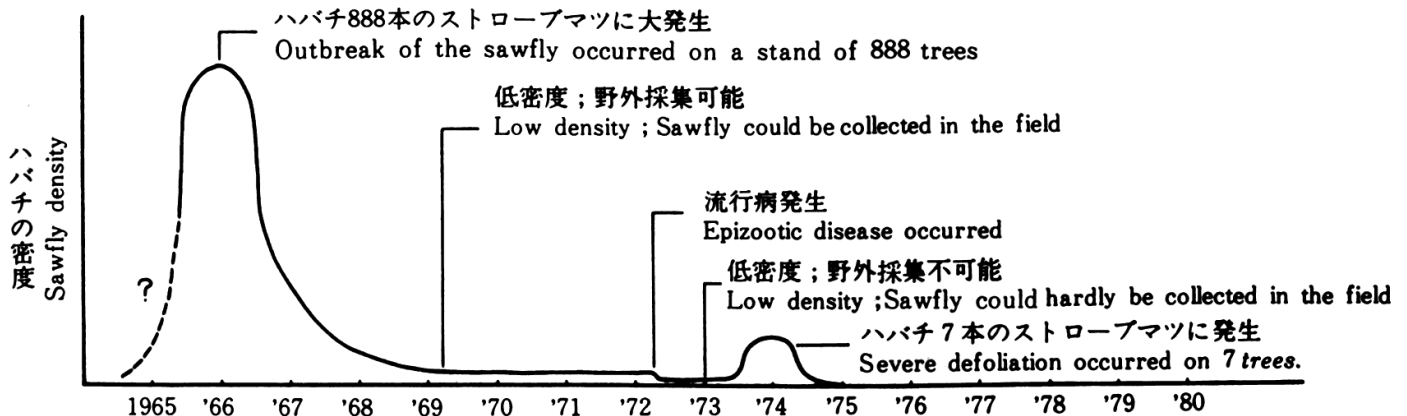 ハバチ888本のストローブマツに大発生
Outbreak of the sawfly occurred on a stand of 888 trees
低密度；野外採集可能
Low density ; Sawfly could be collected in the field
流行病発生
Epizootic disease occurred
低密度；野外採集不可能
Low density ;Sawfly could hardly be collected in the field
ハバチ7本のストローブマツに発生
Severe defoliation occurred on 7 trees.
ハバチの密度
Sawfly density
?
1965 '66 '67 '68 '69 '70 '71 '72 '73 '74 '75 '76 '77 '78 '79 '80